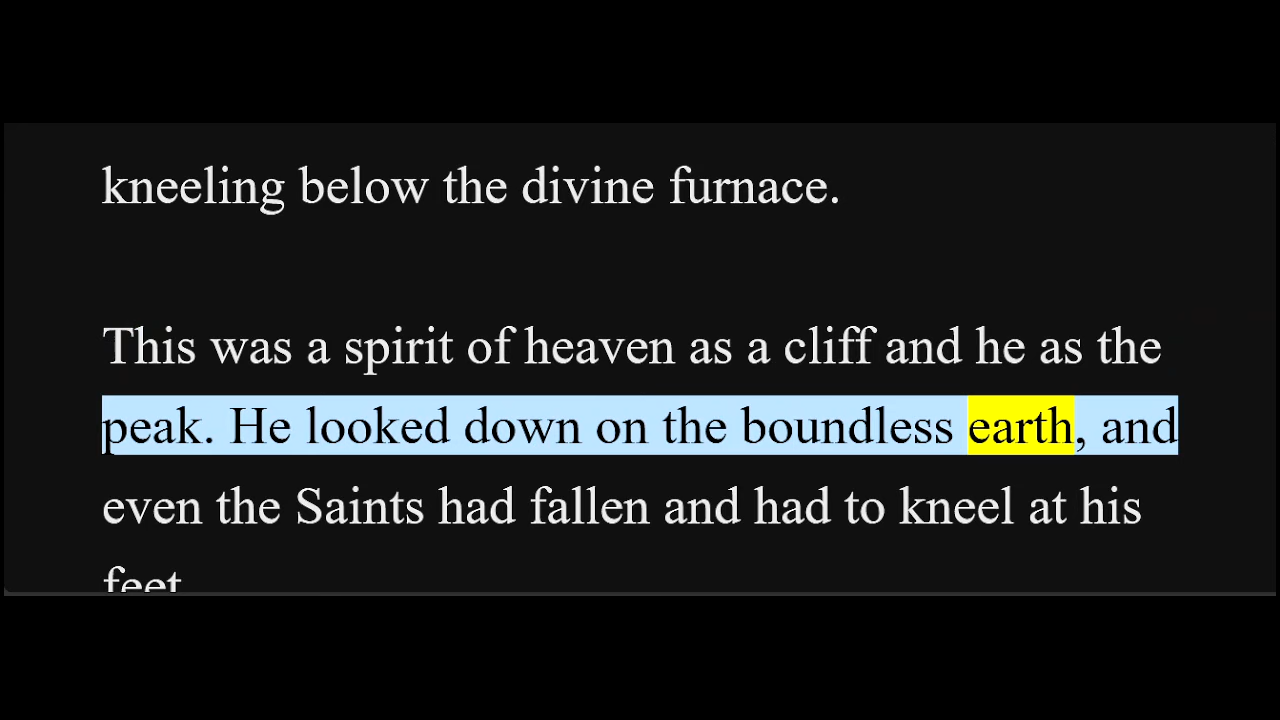 kneeling below the divine furnace.
This was a spirit of heaven as a cliff and he as the
peak. He looked down on the boundless earth, and
even the Saints had fallen and had to kneel at his
feet